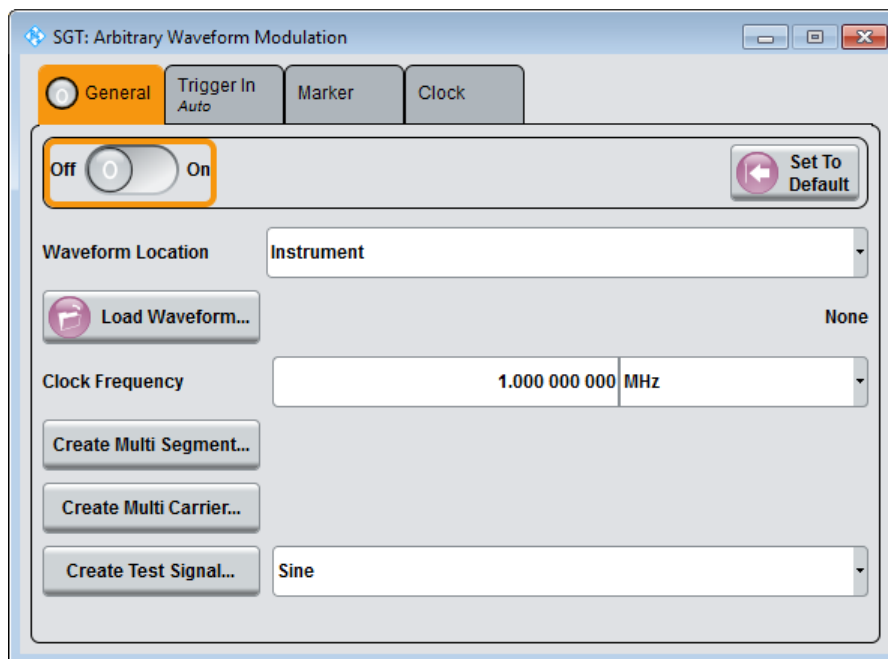 SGT: Arbitrary Waveform Modulation
General
Trigger In
Auto
Marker
Clock
Off
On
Set To
Default
Waveform Location
Instrument
Load Waveform...
None
Clock Frequency
1.000 000 000 MHz
Create Multi Segment...
Create Multi Carrier...
Create Test Signal...
Sine